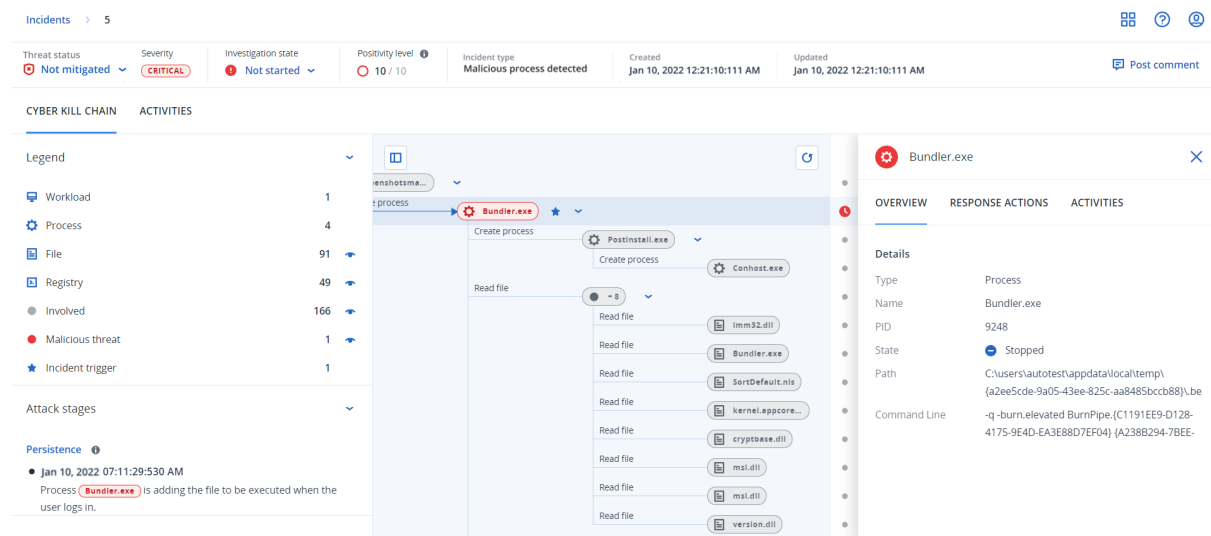 Incidents > 5
Threat status
Not mitigated
Severity
CRITICAL
Investigation state
Not started
Positivity level
10 / 10
Incident type
Malicious process detected
Created
Jan 10, 2022 12:21:10:111 AM
Updated
Jan 10, 2022 12:21:10:111 AM
Post comment
CYBER KILL CHAIN
ACTIVITIES
Legend
Workload 1
Process 4
File 91
Registry 49
Involved 166
Malicious threat 1
Incident trigger 1
Attack stages
Persistence
Jan 10, 2022 07:11:29:530 AM
Process Bundler.exe is adding the file to be executed when the
user logs in.
enshotsma...
e process
Bundler.exe
Create process
PostInstall.exe
Create process
Conhost.exe
Read file
8
Read file
Imm32.dll
Read file
Bundler.exe
Read file
SortDefault.nls
Read file
kernel.appcore...
Read file
cryptbase.dll
Read file
msi.dll
Read file
msi.dll
Read file
version.dll
Bundler.exe
OVERVIEW
RESPONSE ACTIONS
ACTIVITIES
Details
Type Process
Name Bundler.exe
PID 9248
State Stopped
Path C:\users\autotest\appdata\local\temp\
{a2ee5cde-9a05-43ee-825c-aa8485bccb88}\.be
Command Line -q -burn.elevated BurnPipe.{C1191EE9-D128-
4175-9E4D-EA3E88D7EF04} {A238B294-7BEE-